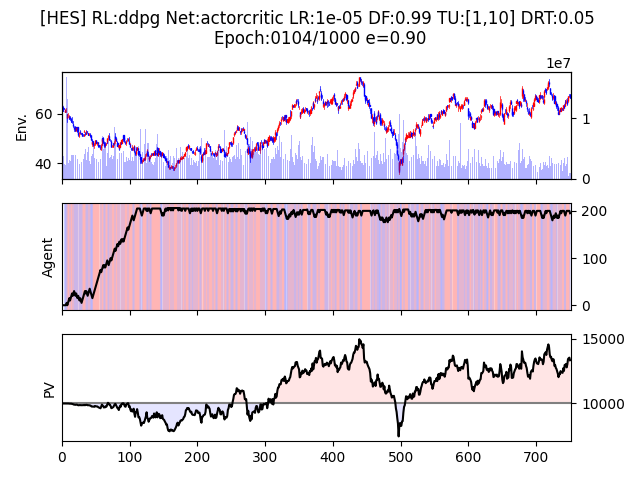 [HES] RL:ddpg Net:actorcritic LR:1e-05 DF:0.99 TU:[1,10] DRT:0.05
Epoch:0104/1000 e=0.90
1e7
60
40
1
0
Env.
200
100
0
Agent
15000
10000
PV
0 100 200 300 400 500 600 700